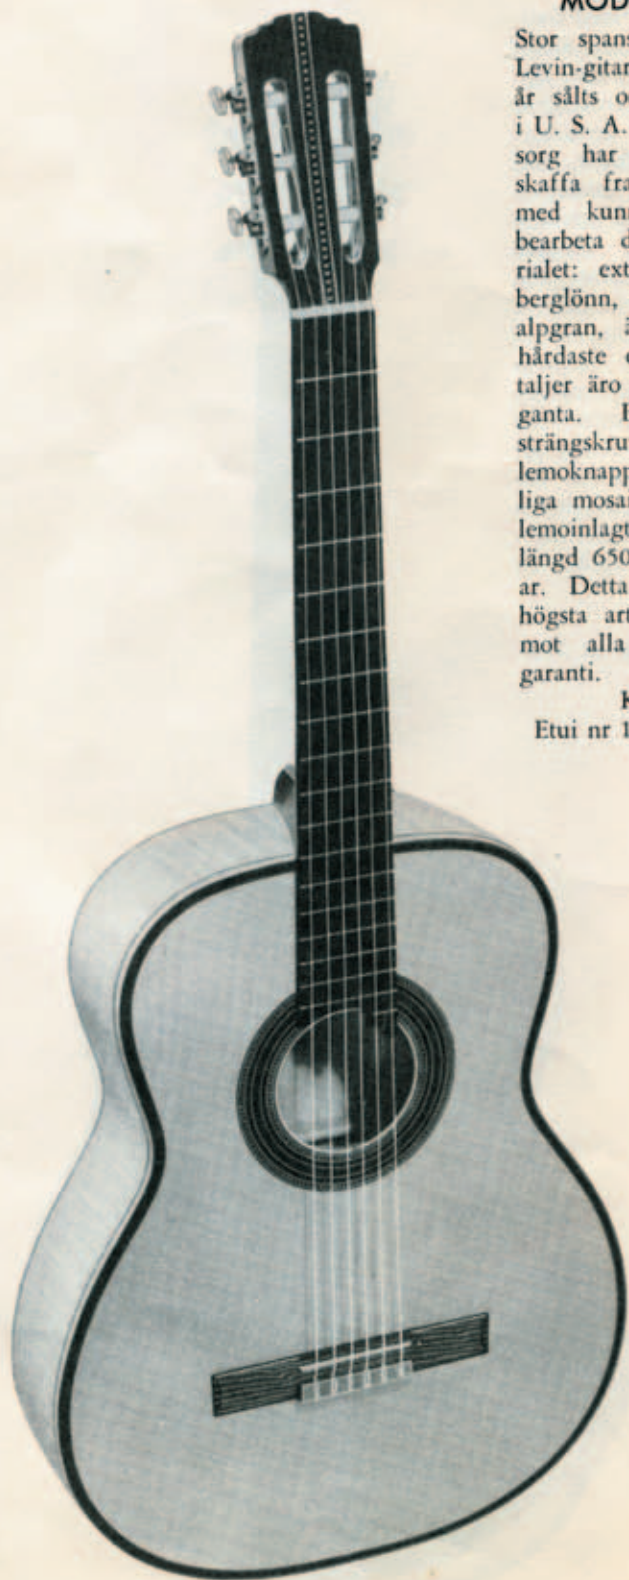 MOD
Stor spans
Levin-gitar
år sålts o
i U. S. A.
sorg har
skaffa fra
med kun
bearbeta d
rialet: ext
berglönn,
alpgran, 
hårdaste
taljer äro
ganta.
strängskru
lemoknapp
liga mosa
lemoinlagt
längd 650
ar. Detta
högsta art
mot alla
garanti.
K
Etui nr 1